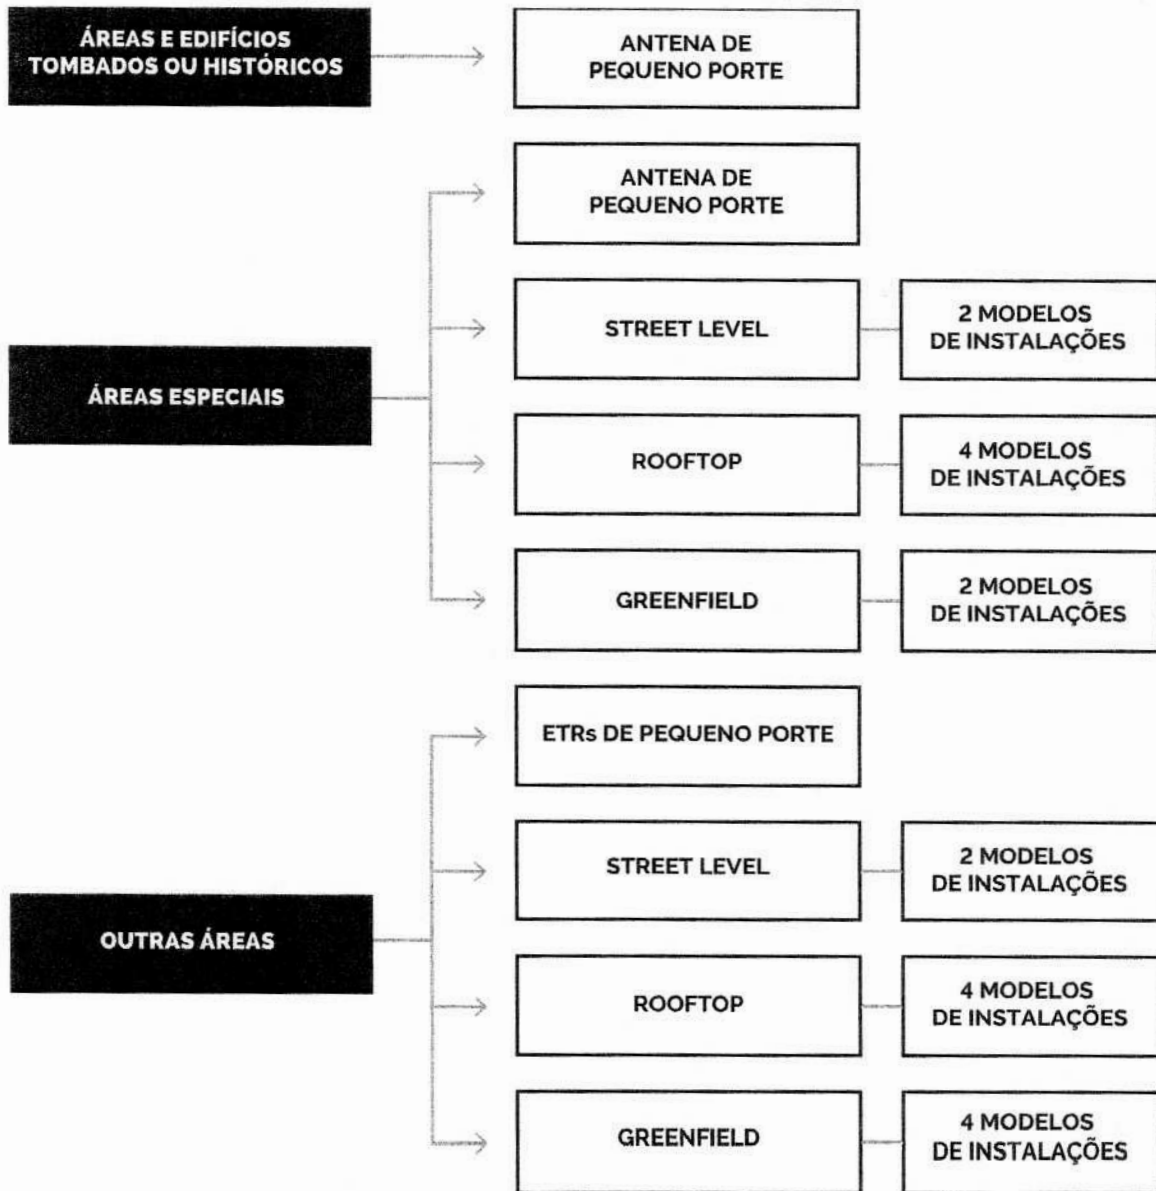 ÁREAS E EDIFÍCIOS
TOMBADOS OU HISTÓRICOS
ANTENA DE
PEQUENO PORTE
ÁREAS ESPECIAIS
ANTENA DE
PEQUENO PORTE
STREET LEVEL
2 MODELOS
DE INSTALAÇÕES
ROOFTOP
4 MODELOS
DE INSTALAÇÕES
GREENFIELD
2 MODELOS
DE INSTALAÇÕES
OUTRAS ÁREAS
ETRs DE PEQUENO PORTE
STREET LEVEL
2 MODELOS
DE INSTALAÇÕES
ROOFTOP
4 MODELOS
DE INSTALAÇÕES
GREENFIELD
4 MODELOS
DE INSTALAÇÕES